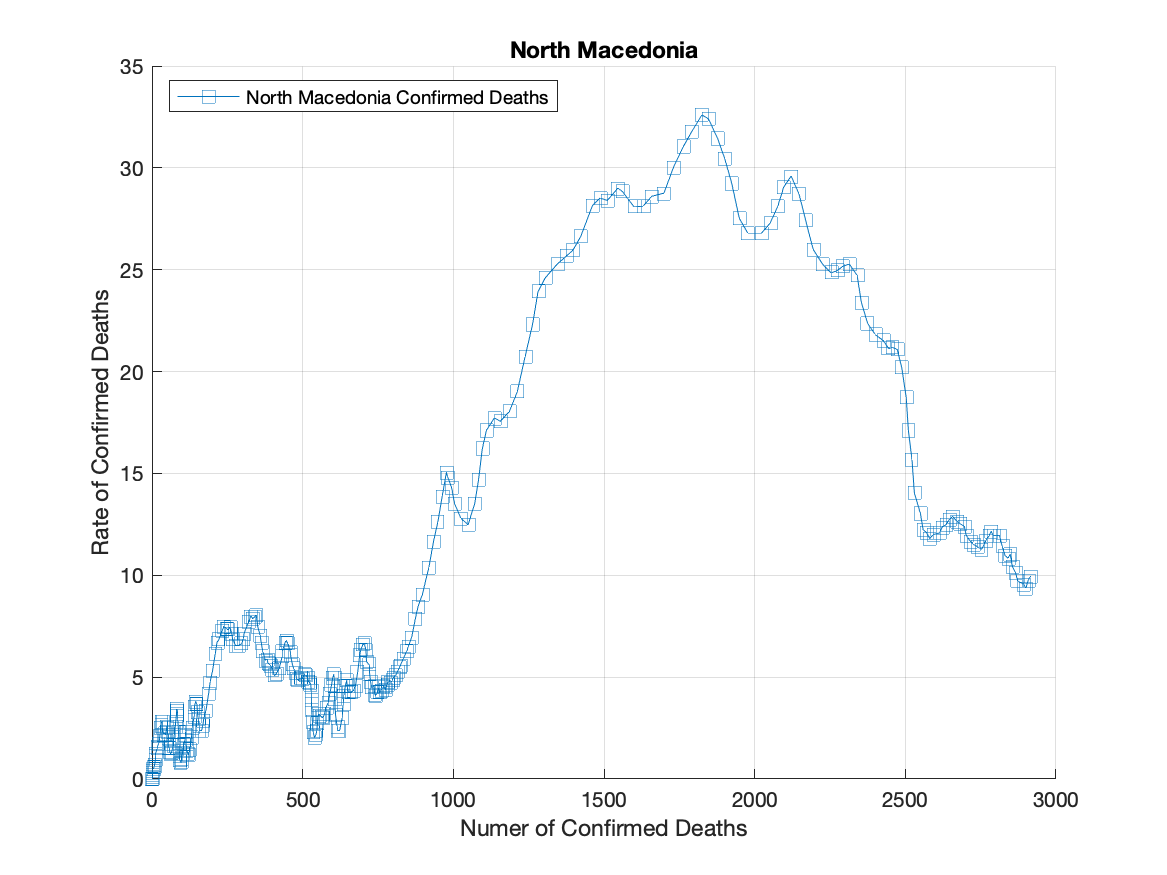 North Macedonia
North Macedonia Confirmed Deaths
Rate of Confirmed Deaths
35
30
25
20
15
10
5
0
0 500 1000 1500 2000 2500 3000
Numer of Confirmed Deaths